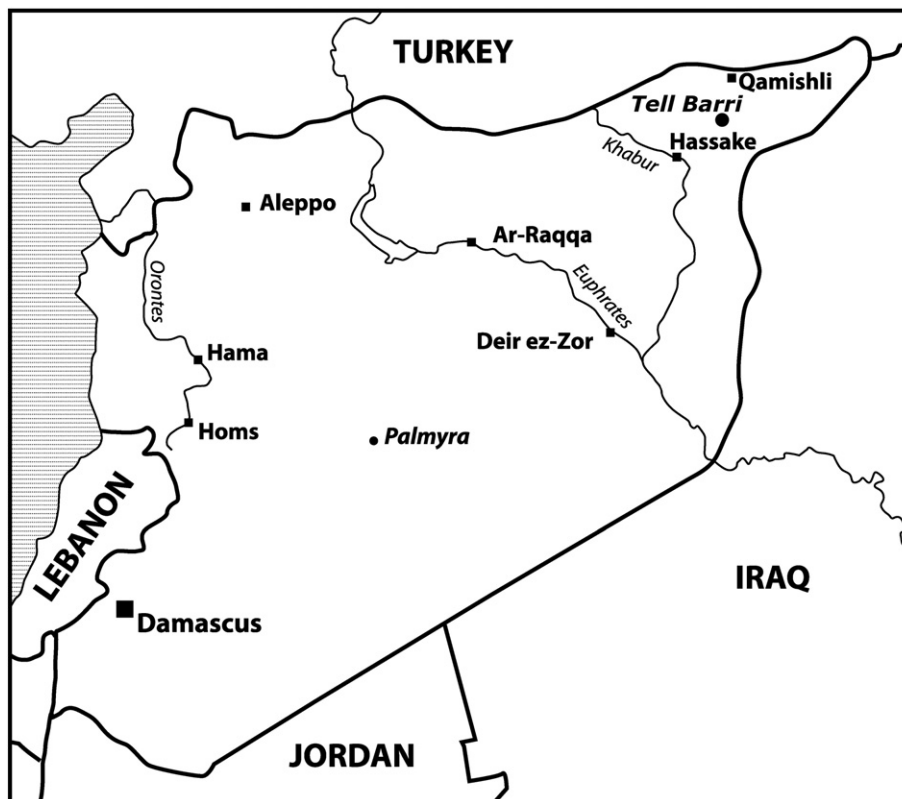 TURKEY
Qamishli
Tell Barri
Hassake
Khabur
Aleppo
Ar-Raqqa
Orontes
Euphrates
Deir ez-Zor
Hama
Homs
Palmyra
LEBANON
IRAQ
Damascus
JORDAN